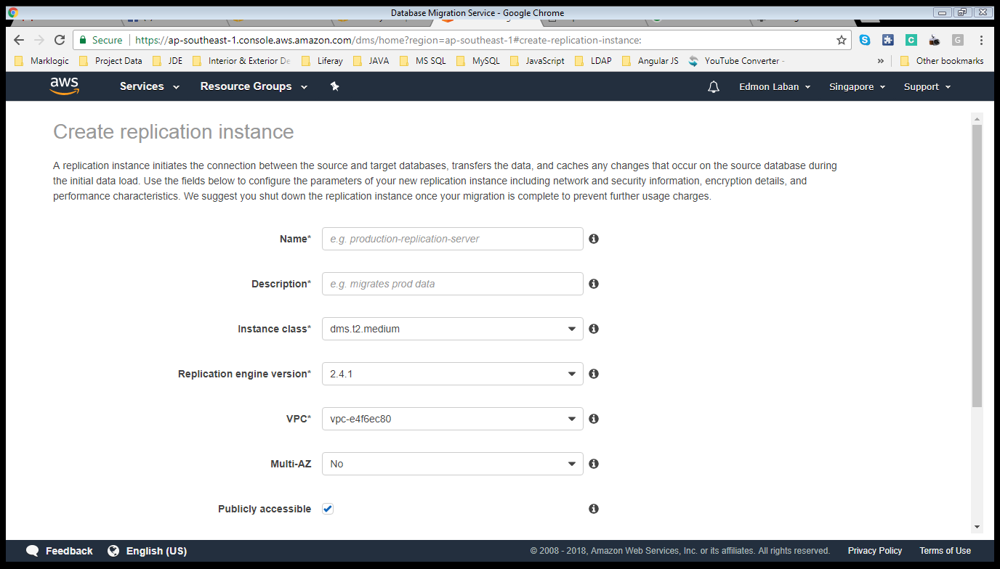 Database Migration Service - Google Chrome
Secure https://ap-southeast-1.console.aws.amazon.com/dms/home?region=ap-southeast-1#create-replication-instance:
Marklogic Project Data JDE Interior & Exterior De Liferay JAVA MS SQL MySQL JavaScript LDAP Angular JS YouTube Converter - » Other bookmarks
aws Services Resource Groups Edmon Laban Singapore Support
Create replication instance
A replication instance initiates the connection between the source and target databases, transfers the data, and caches any changes that occur on the source database during
the initial data load. Use the fields below to configure the parameters of your new replication instance including network and security information, encryption details, and
performance characteristics. We suggest you shut down the replication instance once your migration is complete to prevent further usage charges.
Name* e.g. production-replication-server
Description* e.g. migrates prod data
Instance class* dms.t2.medium
Replication engine version* 2.4.1
VPC* vpc-e4f6ec80
Multi-AZ No
Publicly accessible
Feedback English (US) © 2008 - 2018, Amazon Web Services, Inc. or its affiliates. All rights reserved. Privacy Policy Terms of Use